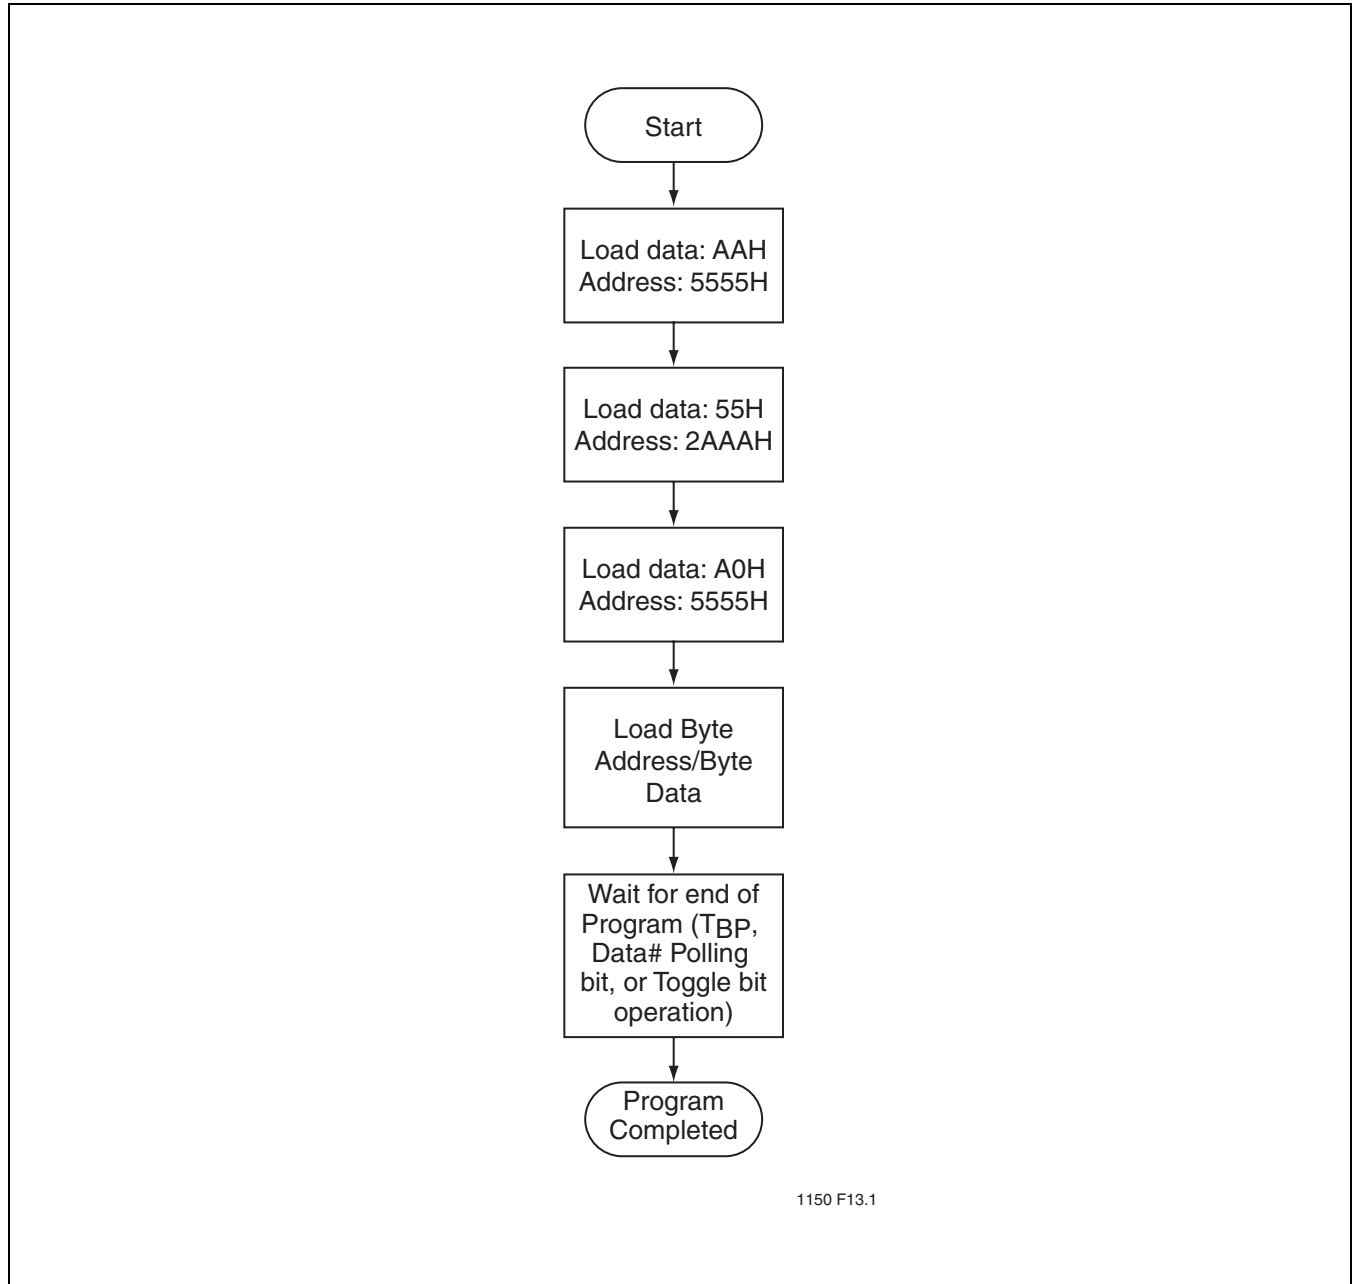 Start
Load data: AAH
Address: 5555H
Load data: 55H
Address: 2AAAH
Load data: A0H
Address: 5555H
Load Byte
Address/Byte
Data
Wait for end of
Program (TBP,
Data# Polling
bit, or Toggle bit
operation)
Program
Completed
1150 F13.1